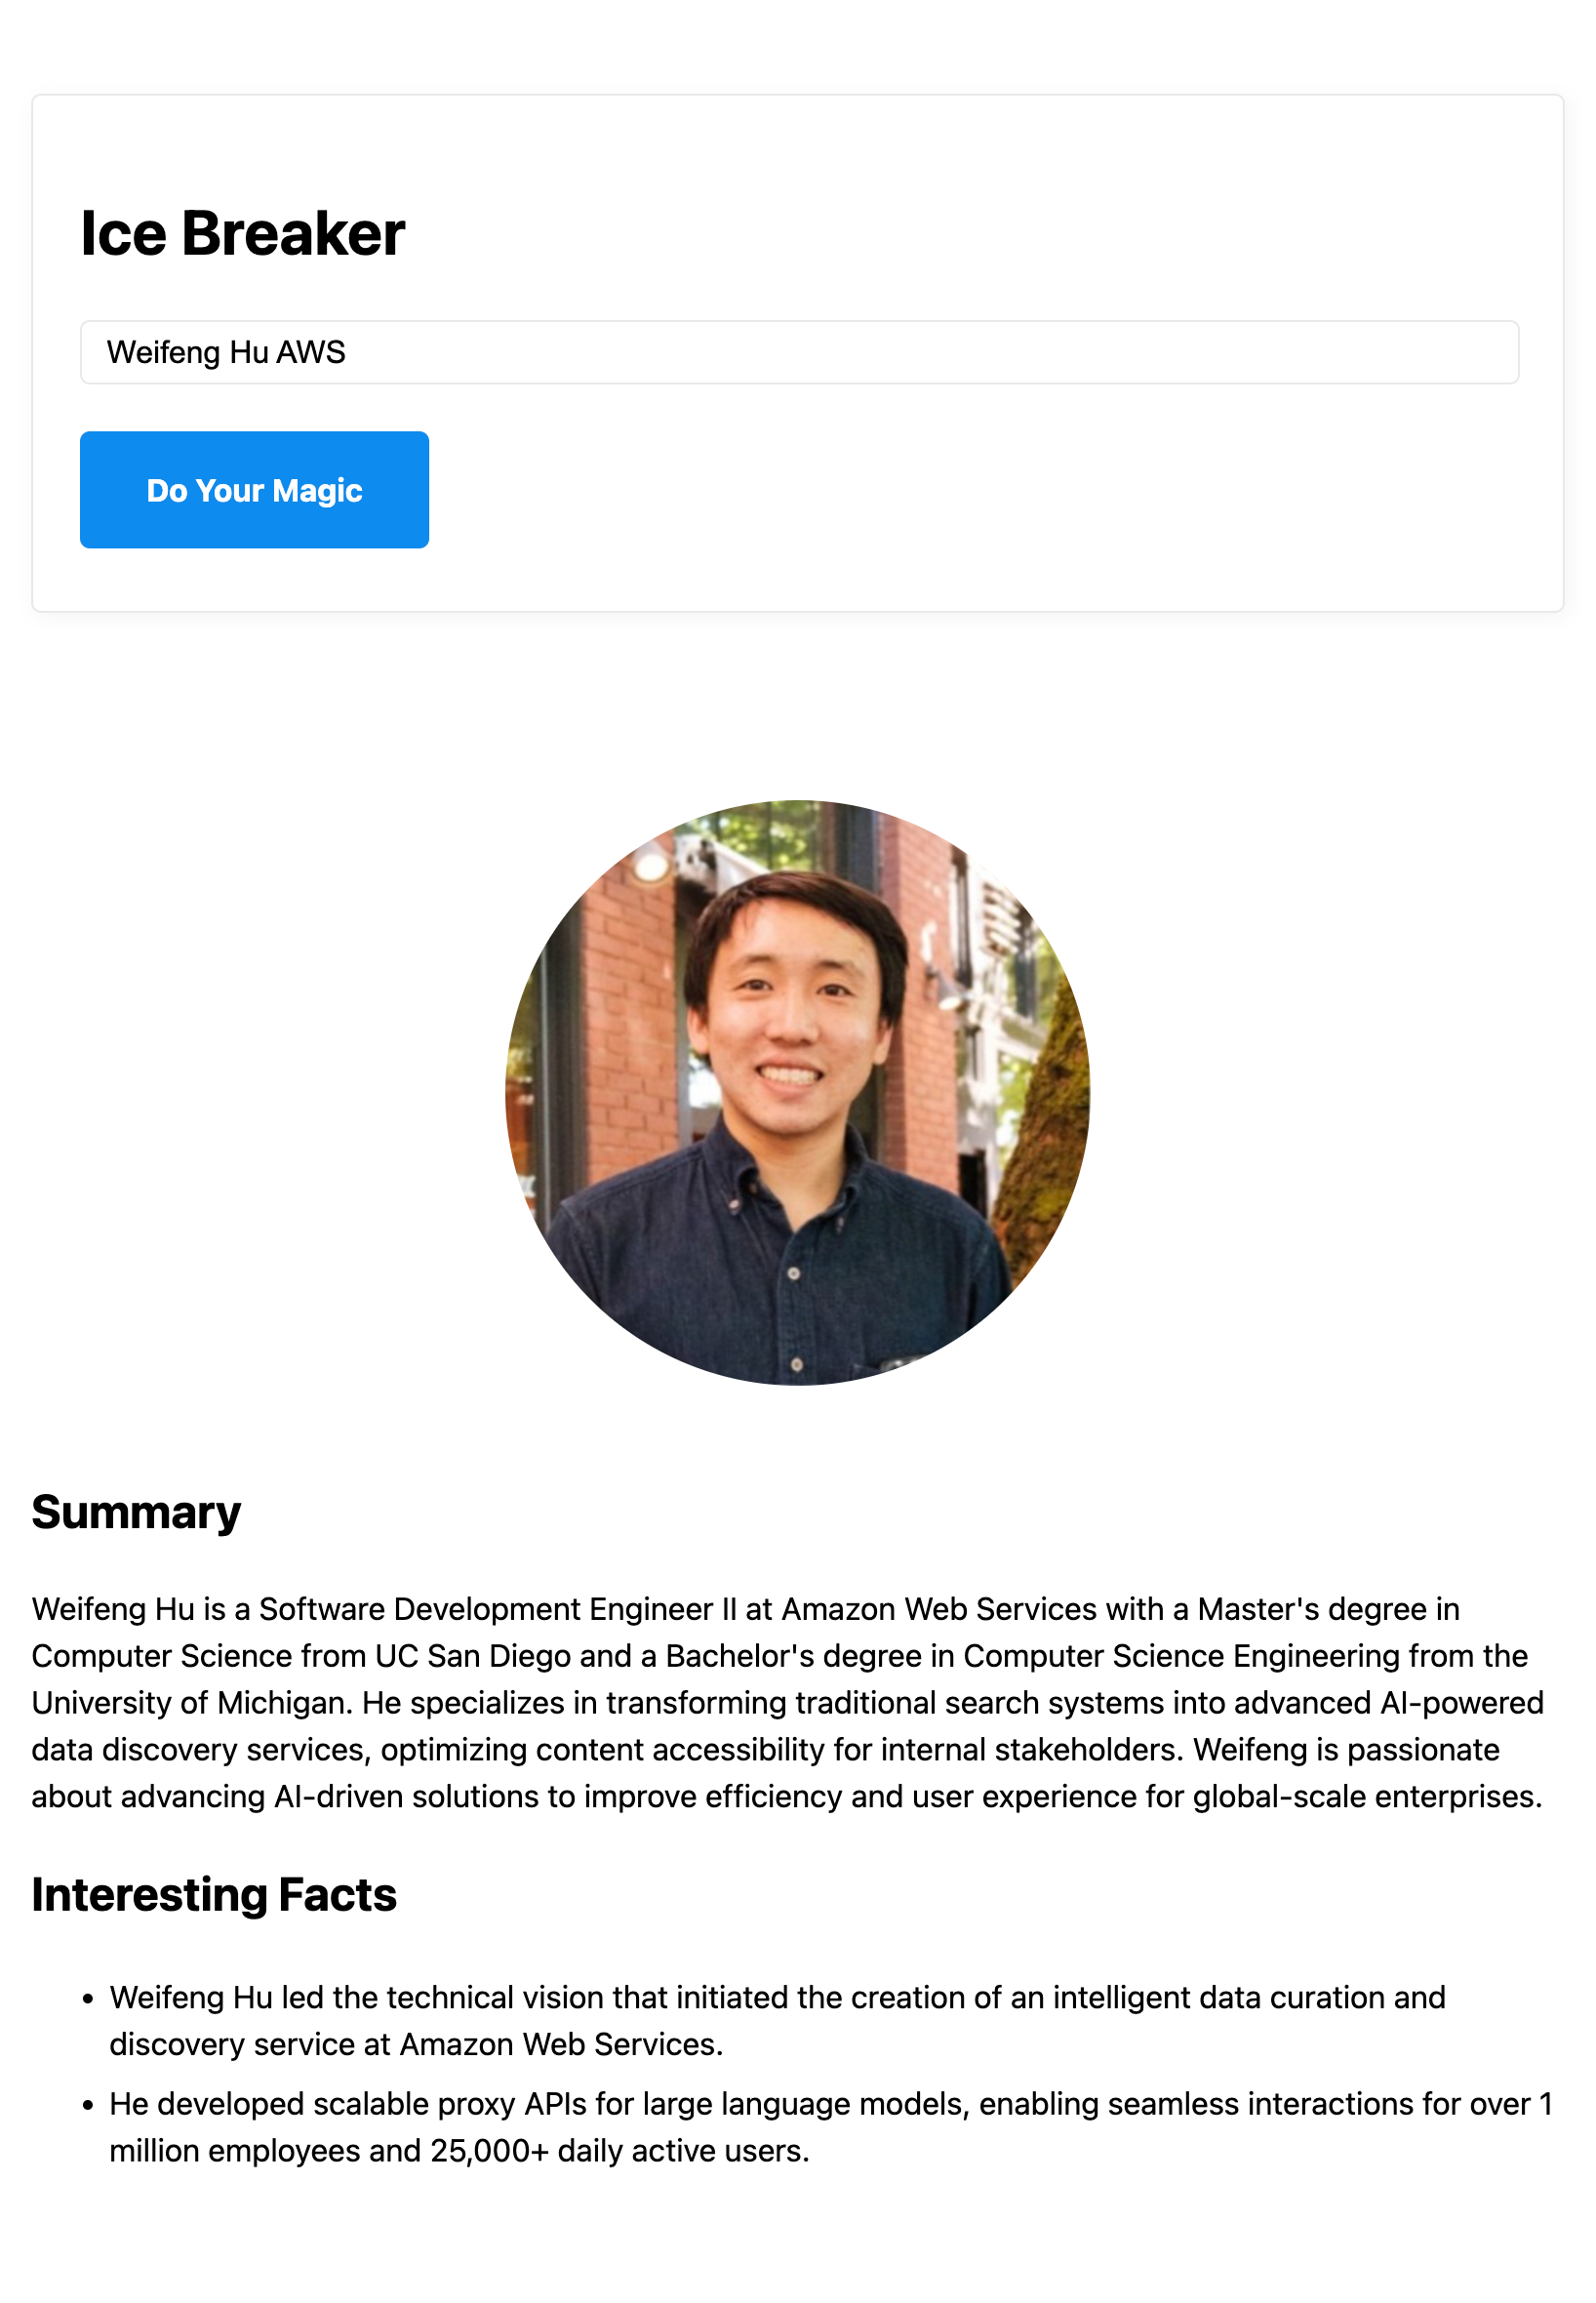 Ice Breaker
Weifeng Hu AWS
Do Your Magic
Summary
Weifeng Hu is a Software Development Engineer II at Amazon Web Services with a Master's degree in
Computer Science from UC San Diego and a Bachelor's degree in Computer Science Engineering from the
University of Michigan. He specializes in transforming traditional search systems into advanced AI-powered
data discovery services, optimizing content accessibility for internal stakeholders. Weifeng is passionate
about advancing AI-driven solutions to improve efficiency and user experience for global-scale enterprises.
Interesting Facts
• Weifeng Hu led the technical vision that initiated the creation of an intelligent data curation and
discovery service at Amazon Web Services.
• He developed scalable proxy APIs for large language models, enabling seamless interactions for over 1
million employees and 25,000+ daily active users.